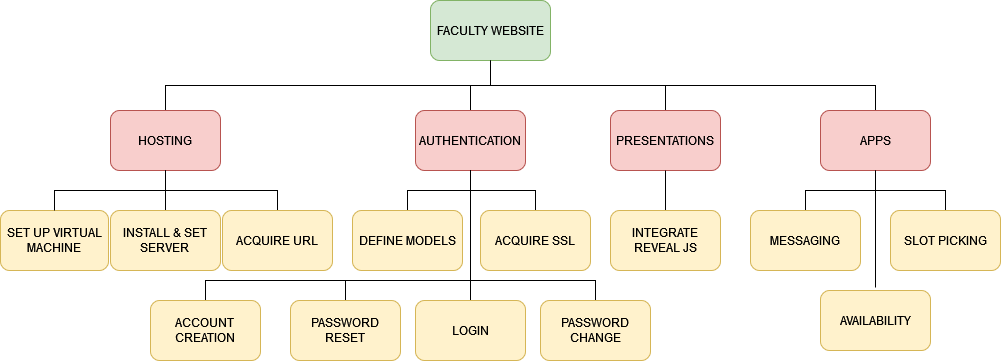 FACULTY WEBSITE
HOSTING
AUTHENTICATION
PRESENTATIONS
APPS
SET UP VIRTUAL
MACHINE
INSTALL & SET
SERVER
ACQUIRE URL
DEFINE MODELS
ACQUIRE SSL
INTEGRATE
REVEAL JS
MESSAGING
SLOT PICKING
ACCOUNT
CREATION
PASSWORD
RESET
LOGIN
PASSWORD
CHANGE
AVAILABILITY